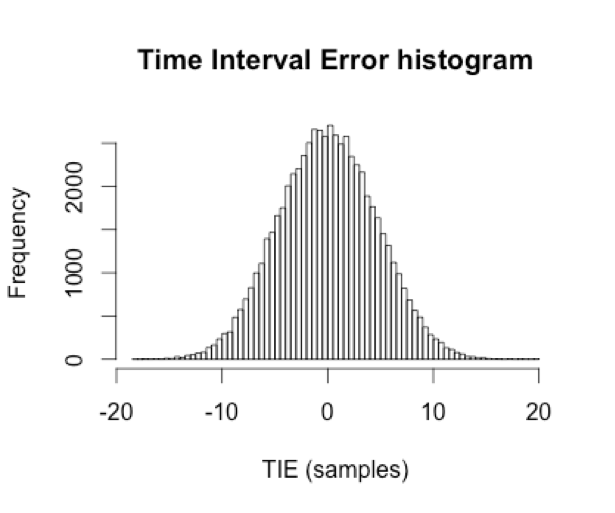 Time Interval Error histogram
Frequency
2000
1000
0
-20 -10 0 10 20
TIE (samples)